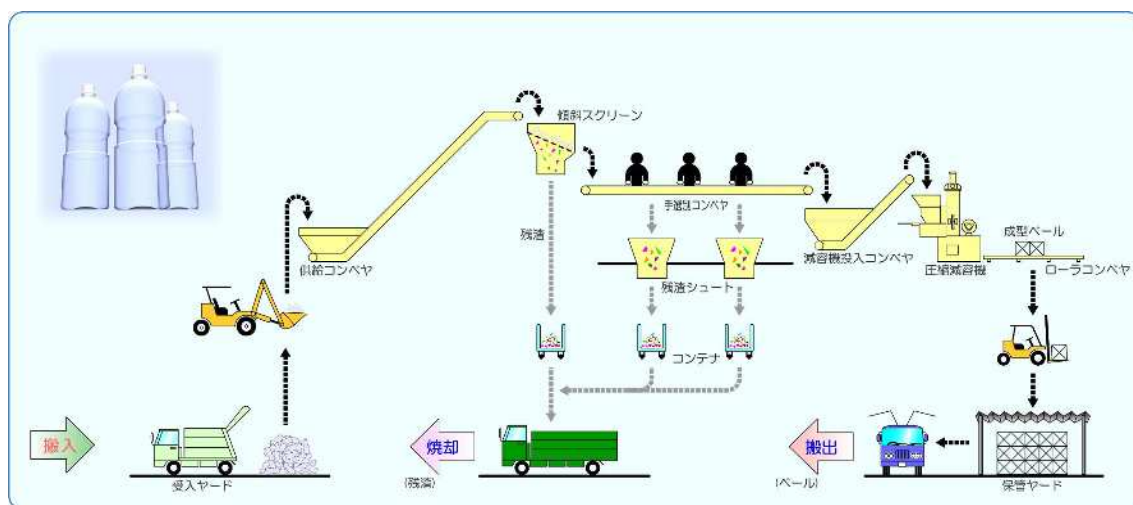 傾斜スクリーン
手選別コンベヤ
残渣
供給コンベヤ
減容機投入コンベヤ
圧縮減容機
成型ベール
ローラコンベヤ
残渣シュート
コンテナ
搬入
受入ヤード
焼却
(残渣)
搬出
(ベール)
保管ヤード